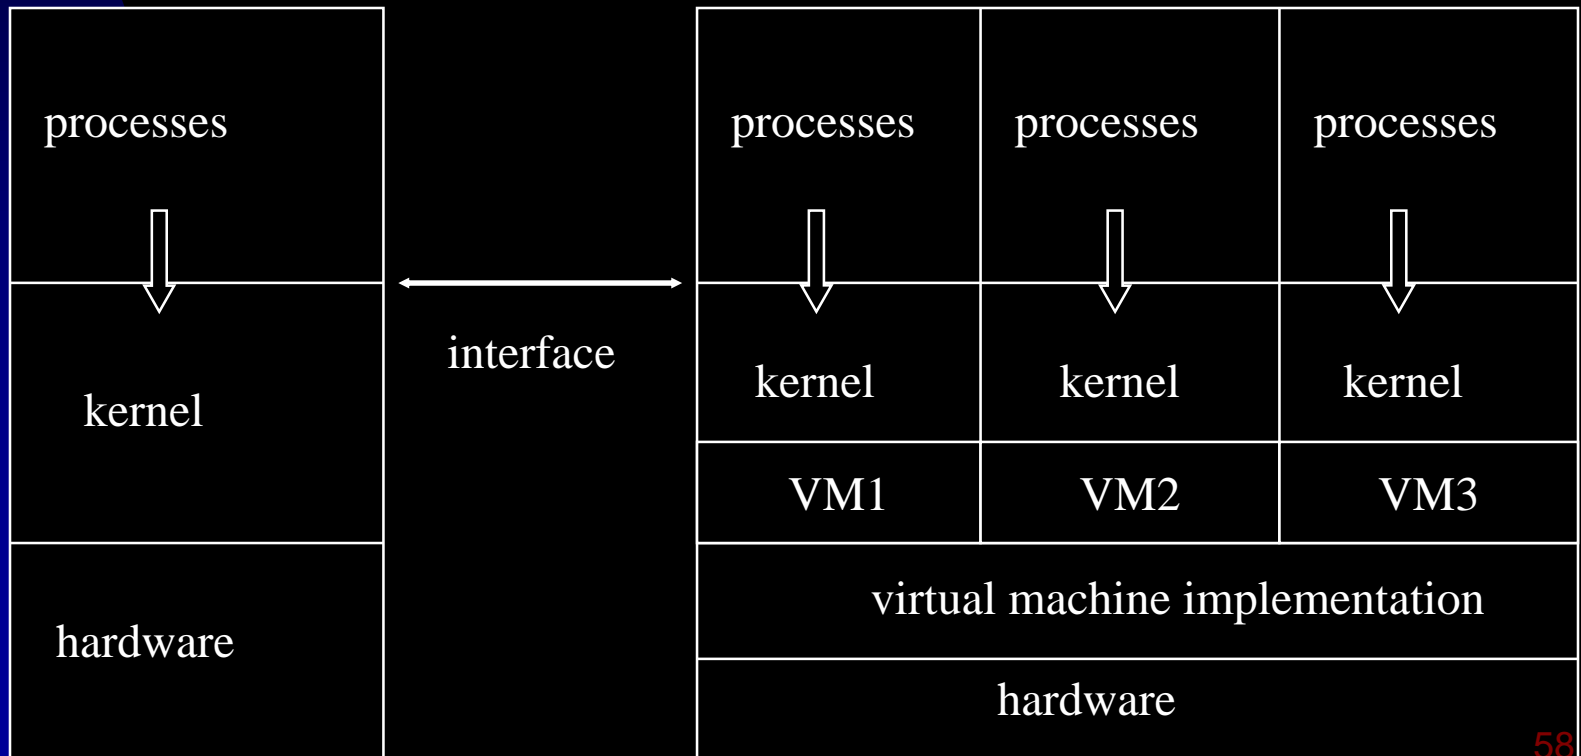 processes
kernel
hardware
interface
processes processes processes
kernel kernel kernel
VM1 VM2 VM3
virtual machine implementation
hardware
58